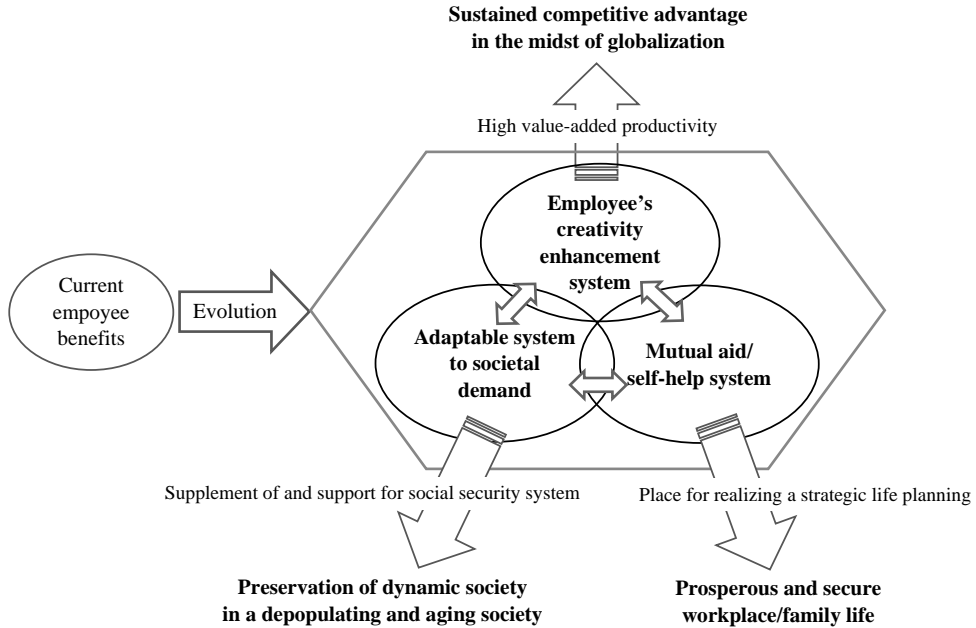 Sustained competitive advantage
in the midst of globalization
High value-added productivity
Employee’s
creativity
enhancement
system
Current
empoyee
benefits
Evolution
Adaptable system
to societal
demand
Mutual aid/
self-help system
Supplement of and support for social security system
Place for realizing a strategic life planning
Preservation of dynamic society
in a depopulating and aging society
Prosperous and secure
workplace/family life